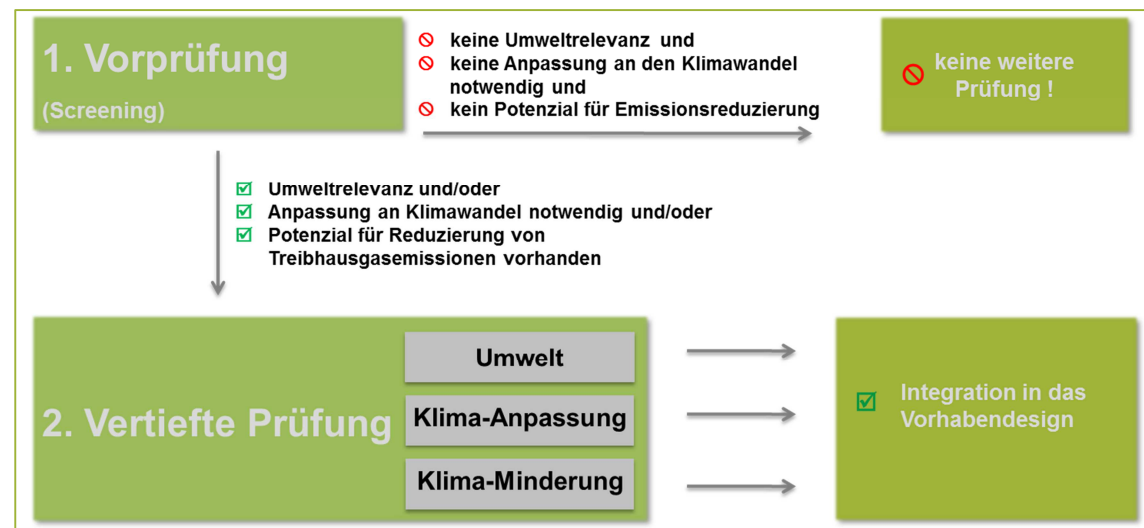 1. Vorprüfung
(Screening)
keine Umweltrelevanz und
keine Anpassung an den Klimawandel
notwendig und
kein Potenzial für Emissionsreduzierung
keine weitere
Prüfung !
Umweltrelevanz und/oder
Anpassung an Klimawandel notwendig und/oder
Potenzial für Reduzierung von
Treibhausgasemissionen vorhanden
2. Vertiefte Prüfung
Umwelt
Klima-Anpassung
Klima-Minderung
Integration in das
Vorhabendesign